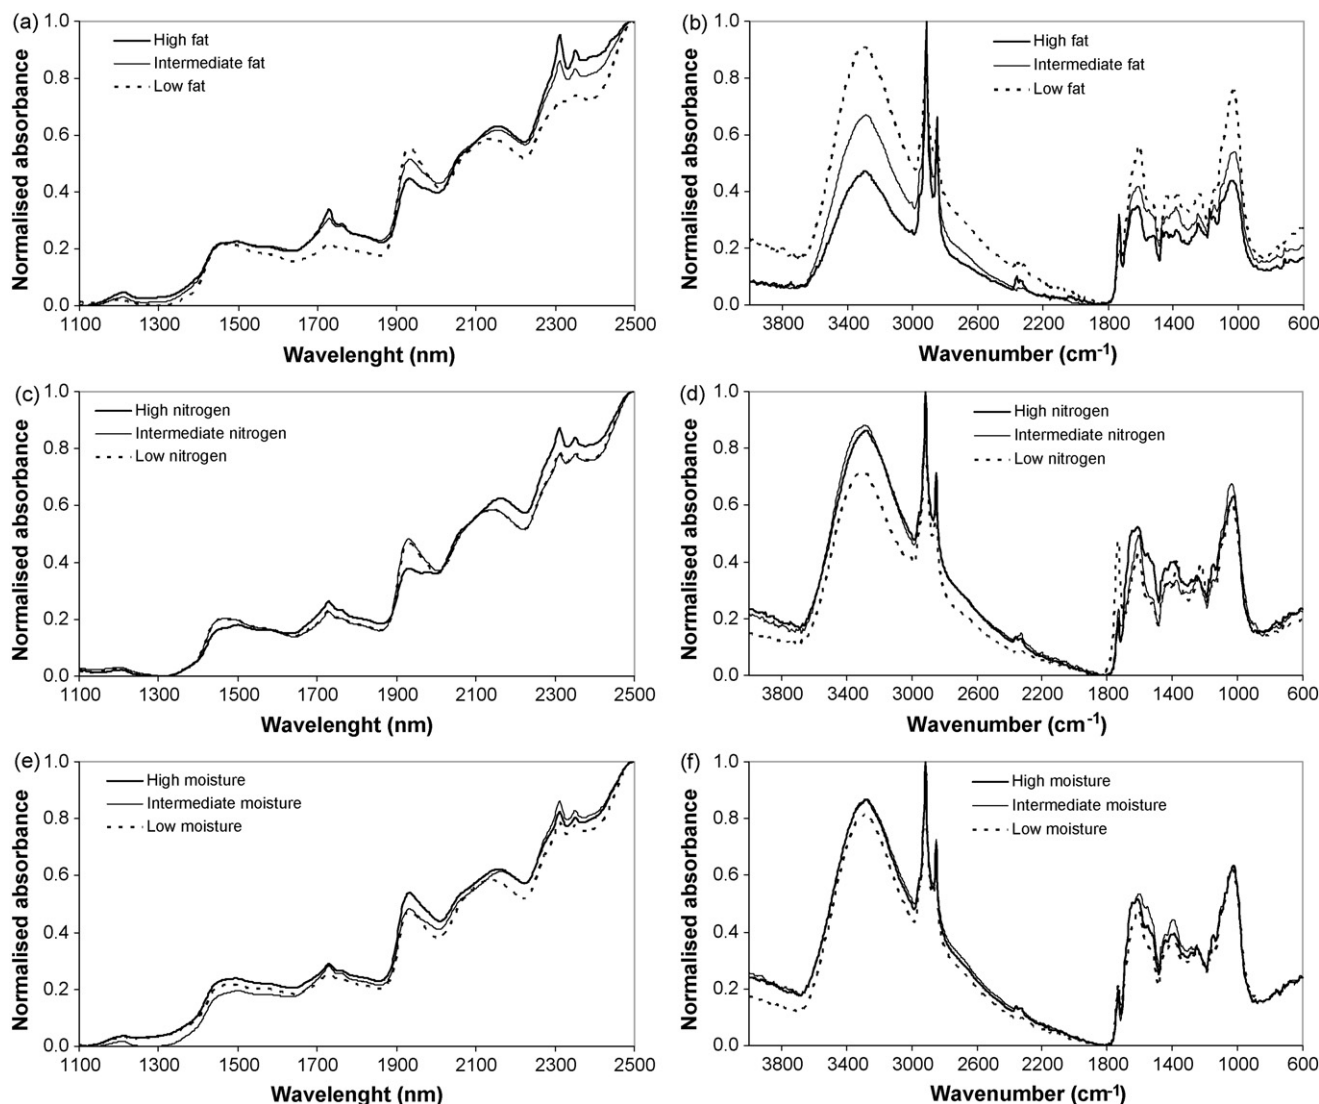 (a)
High fat
Intermediate fat
Low fat
Normalised absorbance
1.0
0.8
0.6
0.4
0.2
0.0
1100 1300 1500 1700 1900 2100 2300 2500
Wavelenght (nm)
(b)
High fat
Intermediate fat
Low fat
Normalised absorbance
1.0
0.8
0.6
0.4
0.2
0.0
3800 3400 3000 2600 2200 1800 1400 1000 600
Wavenumber (cm-1)
(c)
High nitrogen
Intermediate nitrogen
Low nitrogen
Normalised absorbance
1.0
0.8
0.6
0.4
0.2
0.0
1100 1300 1500 1700 1900 2100 2300 2500
Wavelenght (nm)
(d)
High nitrogen
Intermediate nitrogen
Low nitrogen
Normalised absorbance
1.0
0.8
0.6
0.4
0.2
0.0
3800 3400 3000 2600 2200 1800 1400 1000 600
Wavenumber (cm-1)
(e)
High moisture
Intermediate moisture
Low moisture
Normalised absorbance
1.0
0.8
0.6
0.4
0.2
0.0
1100 1300 1500 1700 1900 2100 2300 2500
Wavelenght (nm)
(f)
High moisture
Intermediate moisture
Low moisture
Normalised absorbance
1.0
0.8
0.6
0.4
0.2
0.0
3800 3400 3000 2600 2200 1800 1400 1000 600
Wavenumber (cm-1)